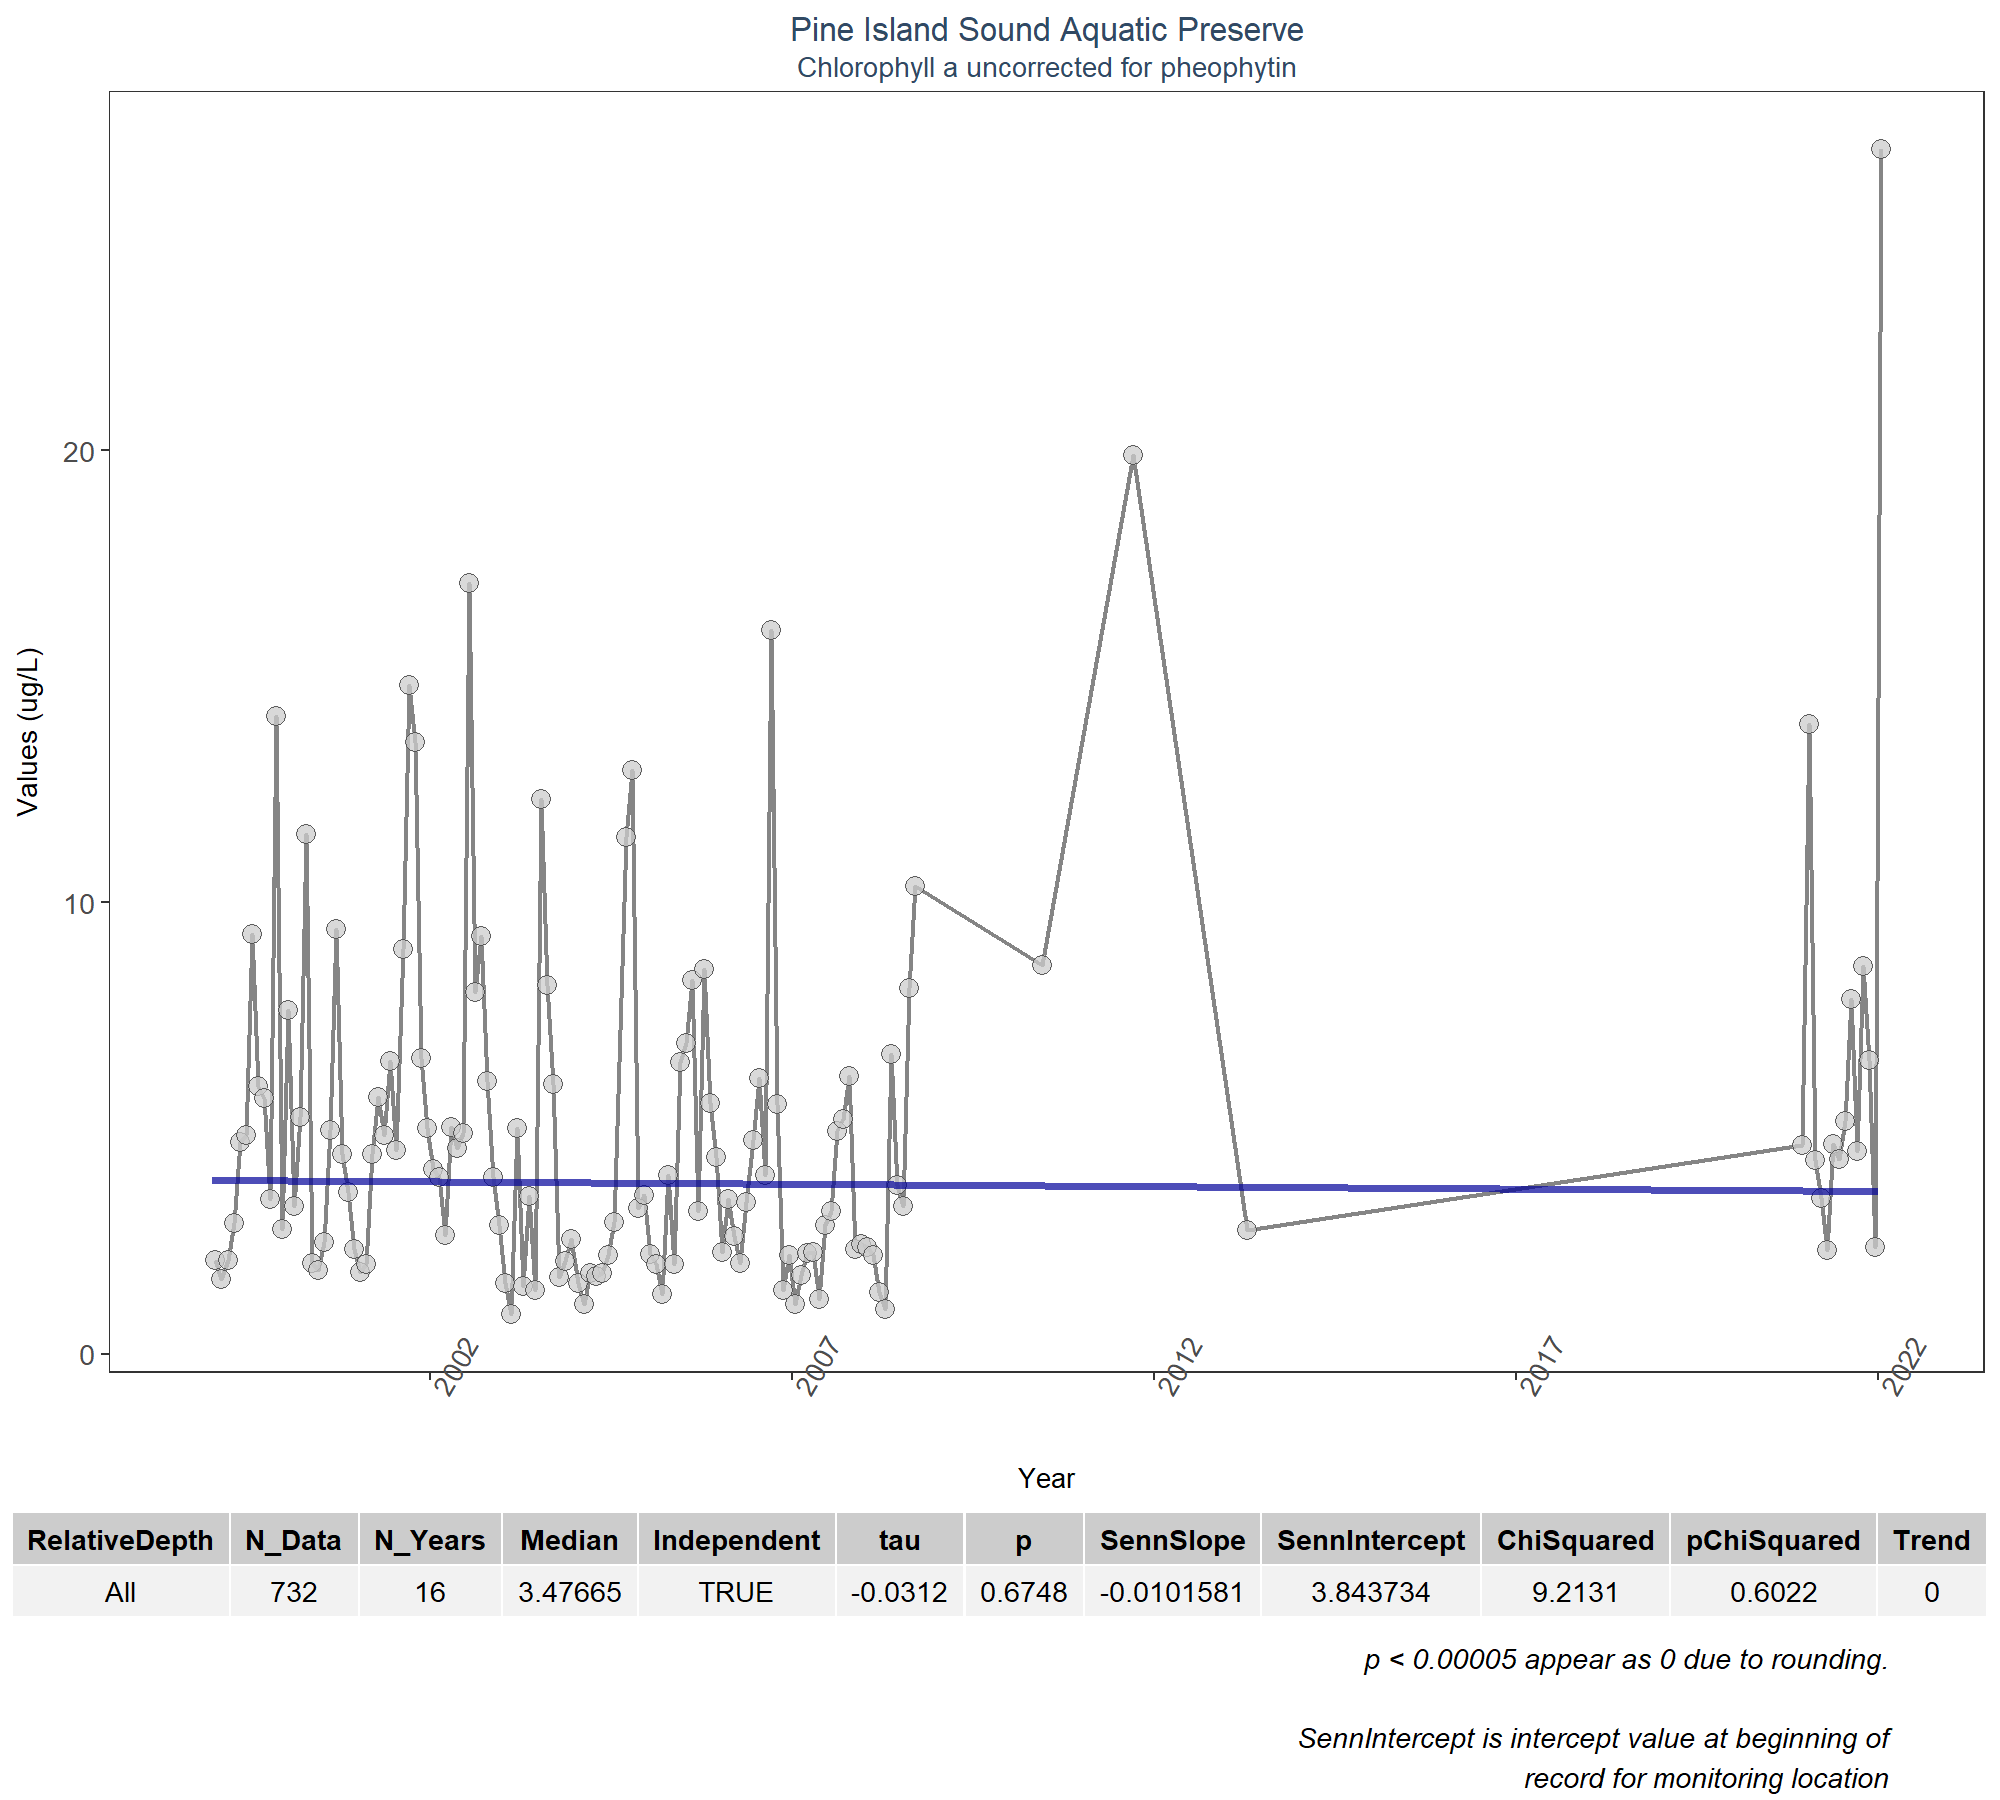 Pine Island Sound Aquatic Preserve
Chlorophyll a uncorrected for pheophytin
Values (ug/L)
20
10
0
2002
2007
2012
2017
2022
Year
RelativeDepth N_Data N_Years Median Independent tau p SennSlope SennIntercept ChiSquared pChiSquared Trend
All 732 16 3.47665 TRUE -0.0312 0.6748 -0.0101581 3.843734 9.2131 0.6022 0
p < 0.00005 appear as 0 due to rounding.
SennIntercept is intercept value at beginning of
record for monitoring location